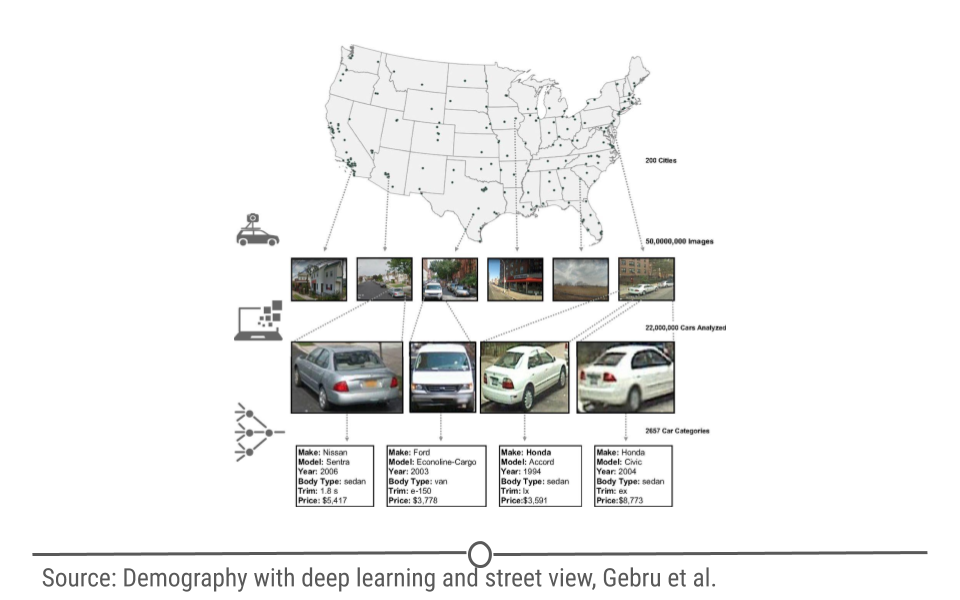 200 Cities
50,0000,000 Images
22,000,000 Cars Analyzed
2657 Car Categories
Make: Nissan
Model: Sentra
Year: 2006
Body Type: sedan
Trim: 1.8 s
Price: $5,417
Make: Ford
Model: Econoline-Cargo
Year: 2003
Body Type: van
Trim: e-150
Price: $3,778
Make: Honda
Model: Accord
Year: 1994
Body Type: sedan
Trim: lx
Price:$3,591
Make: Honda
Model: Civic
Year: 2004
Body Type: sedan
Trim: ex
Price:$8,773
Source: Demography with deep learning and street view, Gebru et al.